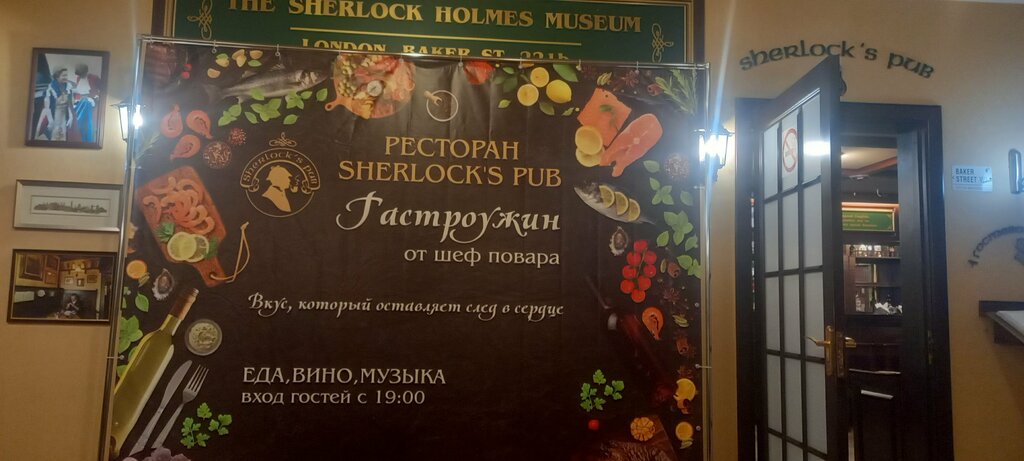 THE SHERLOCK HOLMES MUSEUM
LONDON, BAKER ST. 221b
sherlock's pub
РЕСТОРАН
SHERLOCK'S PUB
sherlock's pub
Гастроужин
от шеф повара
Вкус, который оставляет след в сердце
ЕДА,ВИНО,МУЗЫКА
вход гостей с 19:00
BAKER
STREET